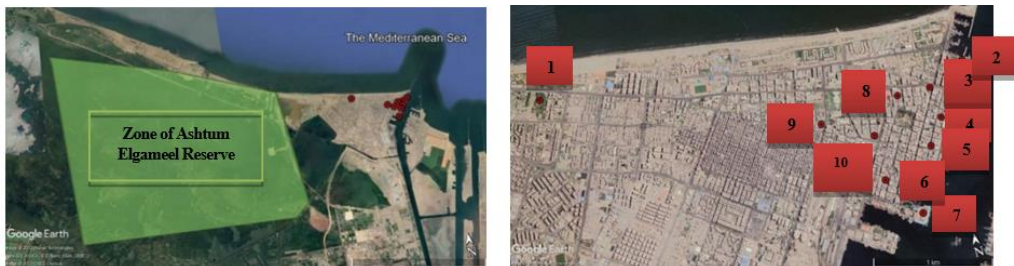 The Mediterranean Sea
Zone of Ashtum
Elgameel Reserve
Google Earth
N
1
2
3
8
4
9
5
10
6
7
Google Earth
1 km
N